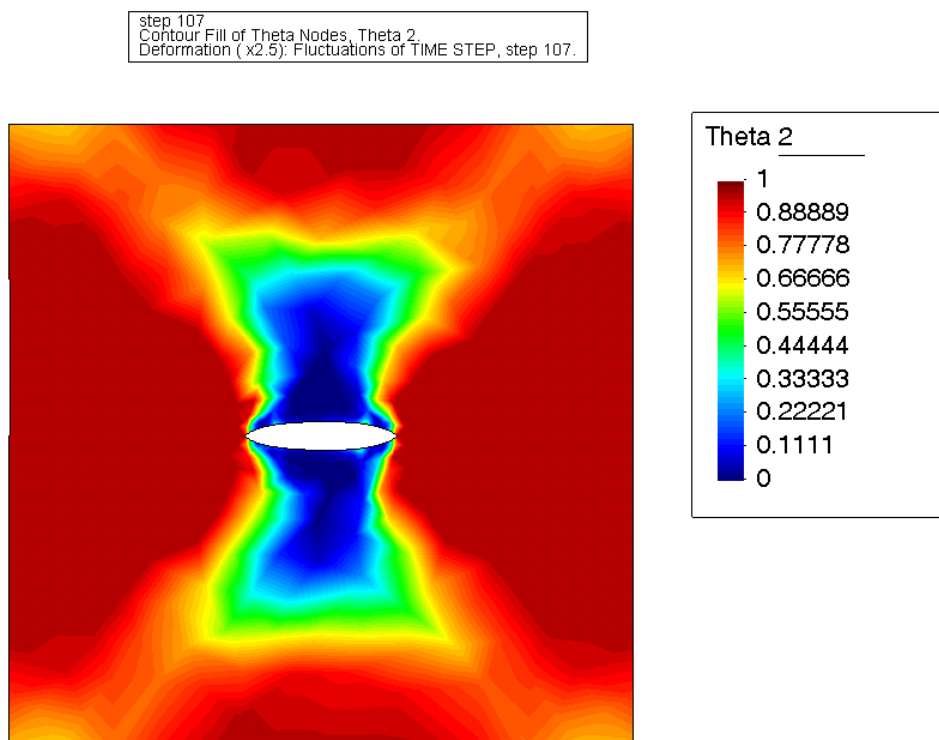 step 107
Contour Fill of Theta Nodes, Theta 2.
Deformation ( x2.5): Fluctuations of TIME STEP, step 107.
Theta 2
1
0.88889
0.77778
0.66666
0.55555
0.44444
0.33333
0.22221
0.1111
0